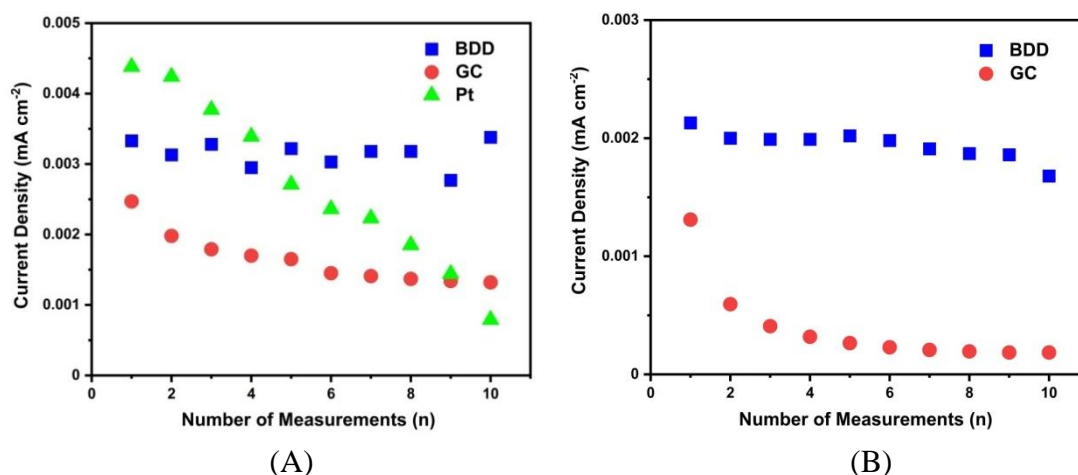 0.005
0.004
0.003
0.002
0.001
0
Current Density (mA cm⁻²)
BDD
GC
Pt
0 2 4 6 8 10
Number of Measurements (n)
(A)
0.003
0.002
0.001
0
Current Density (mA cm⁻²)
BDD
GC
0 2 4 6 8 10
Number of Measurements (n)
(B)